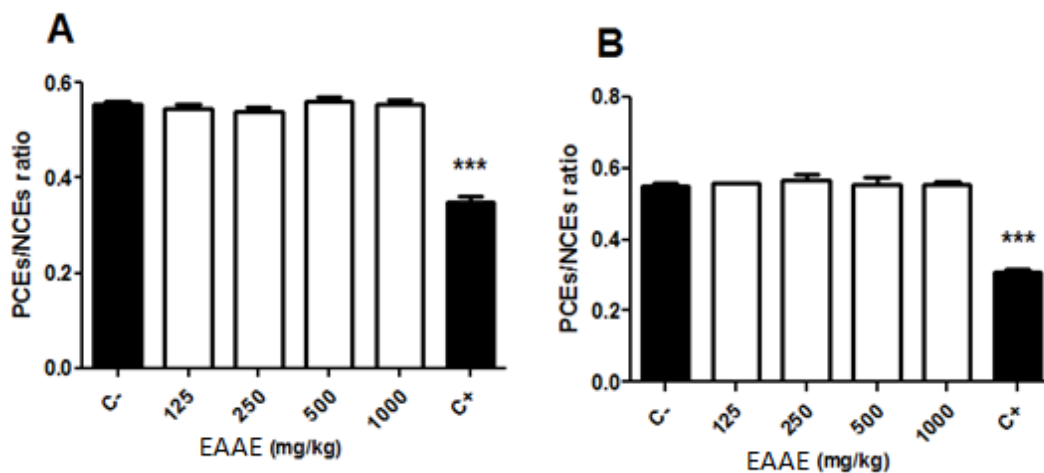 A
PCEs/NCEs ratio
0.6
0.4
0.2
0.0
***
C-
125
250
500
1000
C+
EAAE (mg/kg)
B
PCEs/NCEs ratio
0.8
0.6
0.4
0.2
0.0
***
C-
125
250
500
1000
C+
EAAE (mg/kg)